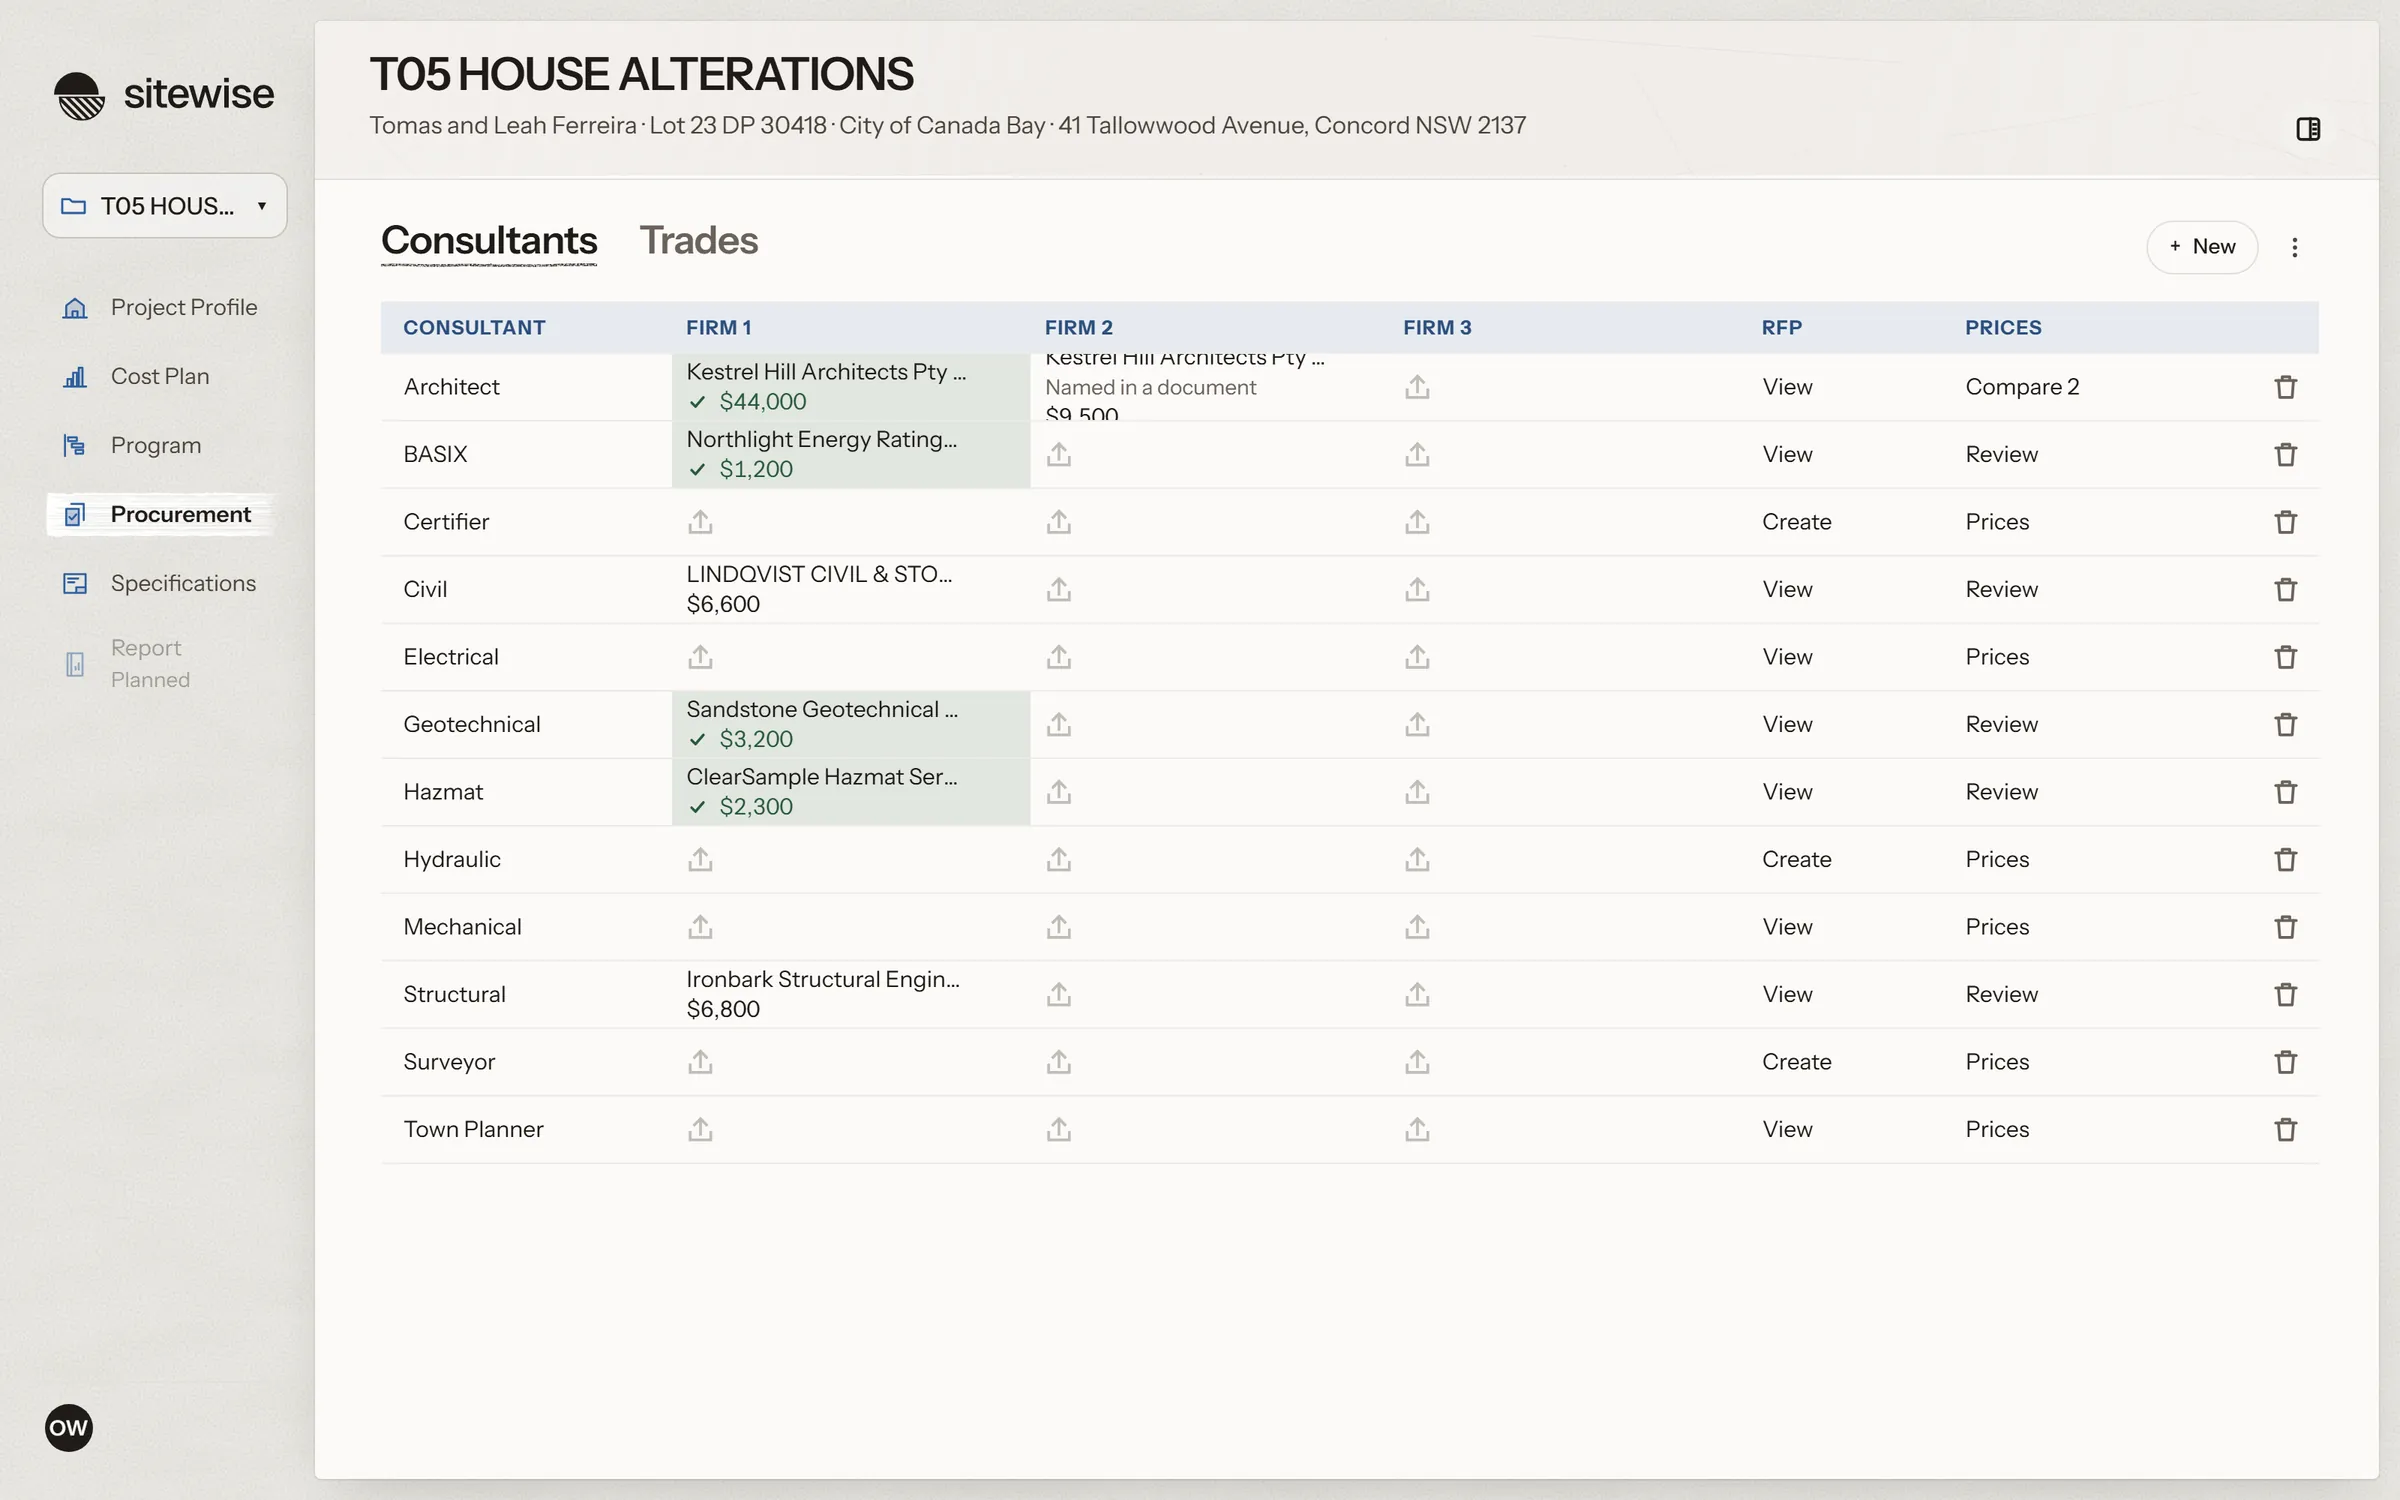 sitewise
T05 HOUS...
Project Profile
Cost Plan
Program
Procurement
Specifications
Report
Planned
OW
T05 HOUSE ALTERATIONS
Tomas and Leah Ferreira · Lot 23 DP 30418 · City of Canada Bay · 41 Tallowwood Avenue, Concord NSW 2137
Consultants Trades
+ New
CONSULTANT FIRM 1 FIRM 2 FIRM 3 RFP PRICES
Architect
Kestrel Hill Architects Pty ...
✓ $44,000
Kestrel Hill Architects Pty ...
Named in a document
$9,500
View
Compare 2
BASIX
Northlight Energy Rating...
✓ $1,200
View
Review
Certifier
Create
Prices
Civil
LINDQVIST CIVIL & STO...
$6,600
View
Review
Electrical
View
Prices
Geotechnical
Sandstone Geotechnical ...
✓ $3,200
View
Review
Hazmat
ClearSample Hazmat Ser...
✓ $2,300
View
Review
Hydraulic
Create
Prices
Mechanical
View
Prices
Structural
Ironbark Structural Engin...
$6,800
View
Review
Surveyor
Create
Prices
Town Planner
View
Prices